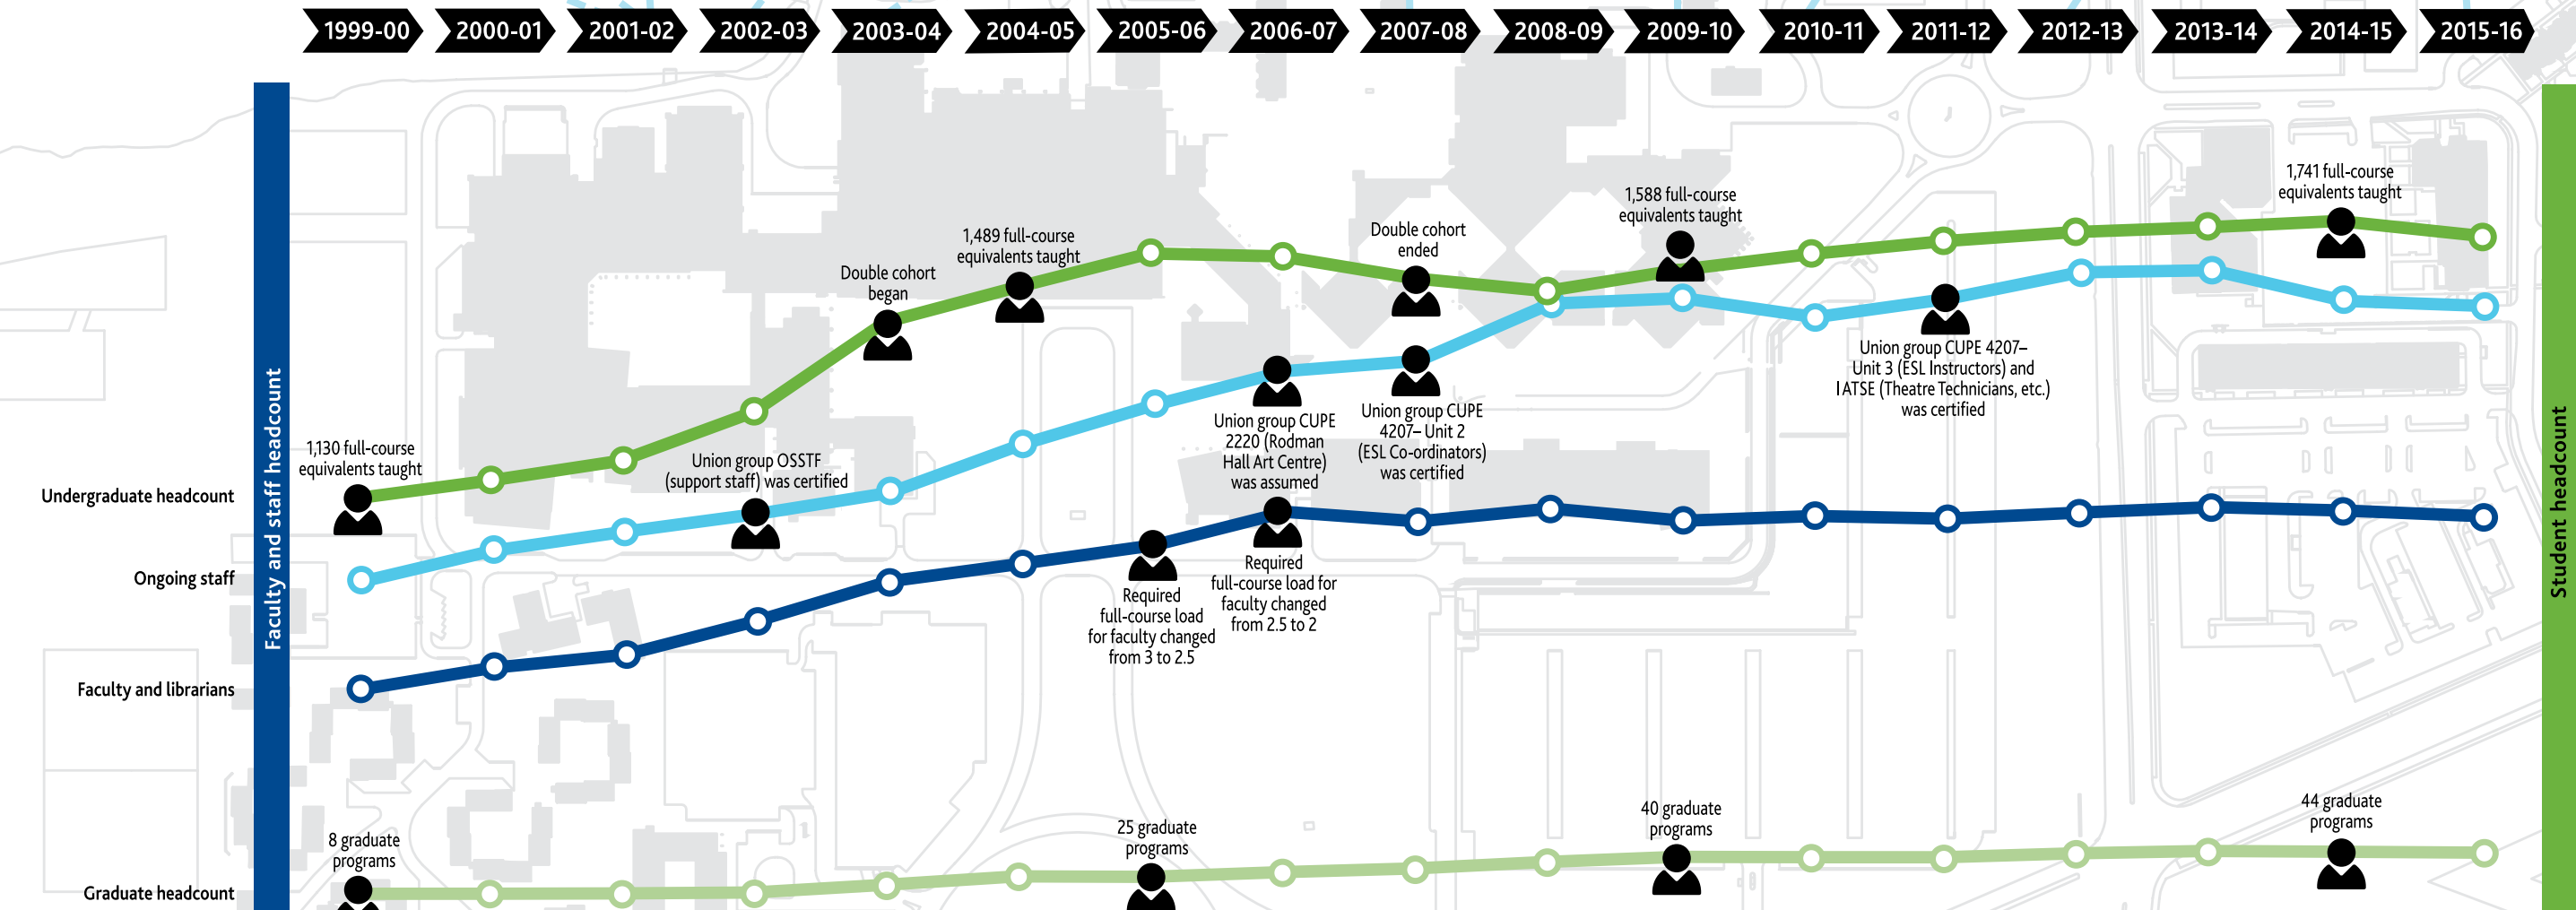 1999-00
2000-01
2001-02
2002-03
2003-04
2004-05
2005-06
2006-07
2007-08
2008-09
2009-10
2010-11
2011-12
2012-13
2013-14
2014-15
2015-16
Faculty and staff headcount
Student headcount
Undergraduate headcount
Ongoing staff
Faculty and librarians
Graduate headcount
1,130 full-course
equivalents taught
Double cohort
began
1,489 full-course
equivalents taught
Double cohort
ended
1,588 full-course
equivalents taught
1,741 full-course
equivalents taught
Union group OSSTF
(support staff) was certified
Union group CUPE
2220 (Rodman
Hall Art Centre)
was assumed
Union group CUPE
4207– Unit 2
(ESL Co-ordinators)
was certified
Union group CUPE 4207–
Unit 3 (ESL Instructors) and
IATSE (Theatre Technicians, etc.)
was certified
Required
full-course load
for faculty changed
from 3 to 2.5
Required
full-course load for
faculty changed
from 2.5 to 2
8 graduate
programs
25 graduate
programs
40 graduate
programs
44 graduate
programs